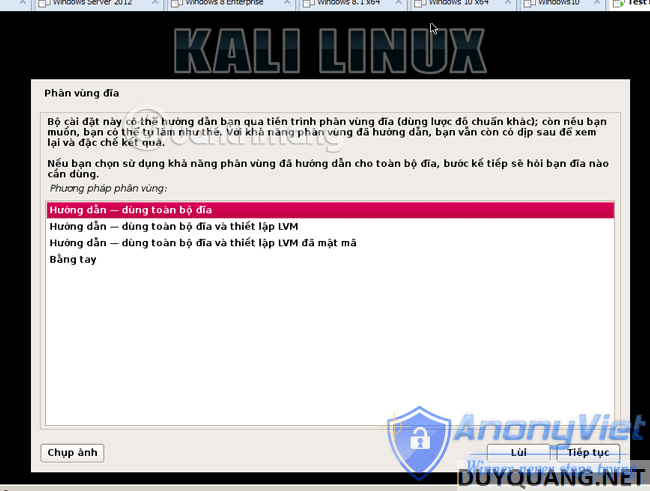 Windows Server 2012 Windows 8 Enterprise Windows 8.1 x64 Windows 10 x64 Windows10 Test
KALI LINUX
Phân vùng đĩa
Bộ cài đặt này có thể hướng dẫn bạn qua tiến trình phân vùng đĩa (dùng lược đồ chuẩn khác); còn nếu bạn
muốn, bạn có thể tự làm như thế. Với khả năng phân vùng đã hướng dẫn, bạn vẫn còn có dịp sau để xem
lại và đặc chế kết quả.
Nếu bạn chọn sử dụng khả năng phân vùng đã hướng dẫn cho toàn bộ đĩa, bước kế tiếp sẽ hỏi bạn đĩa nào
cần dùng.
Phương pháp phân vùng:
Hướng dẫn — dùng toàn bộ đĩa
Hướng dẫn — dùng toàn bộ đĩa và thiết lập LVM
Hướng dẫn — dùng toàn bộ đĩa và thiết lập LVM đã mật mã
Bằng tay
AnonyViet
Chụp ảnh Lùi Tiếp tục
Winner never stops trying
DUYQUANG.NET